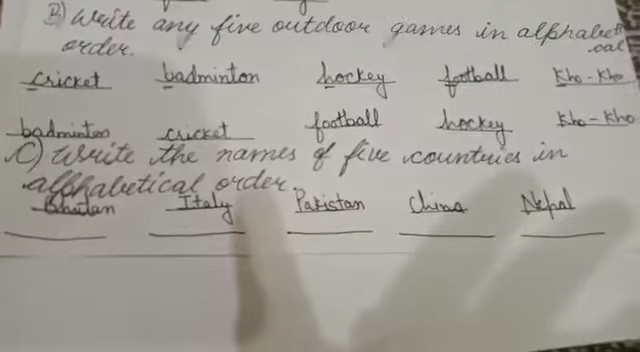 B) Write any five outdoor games in alphabetical
order.
cricket badminton hockey football Kho-Kho
badminton cricket football hockey Kho-Kho
C) Write the names of five countries in
alphabetical order.
Bhutan Italy Pakistan China Nepal